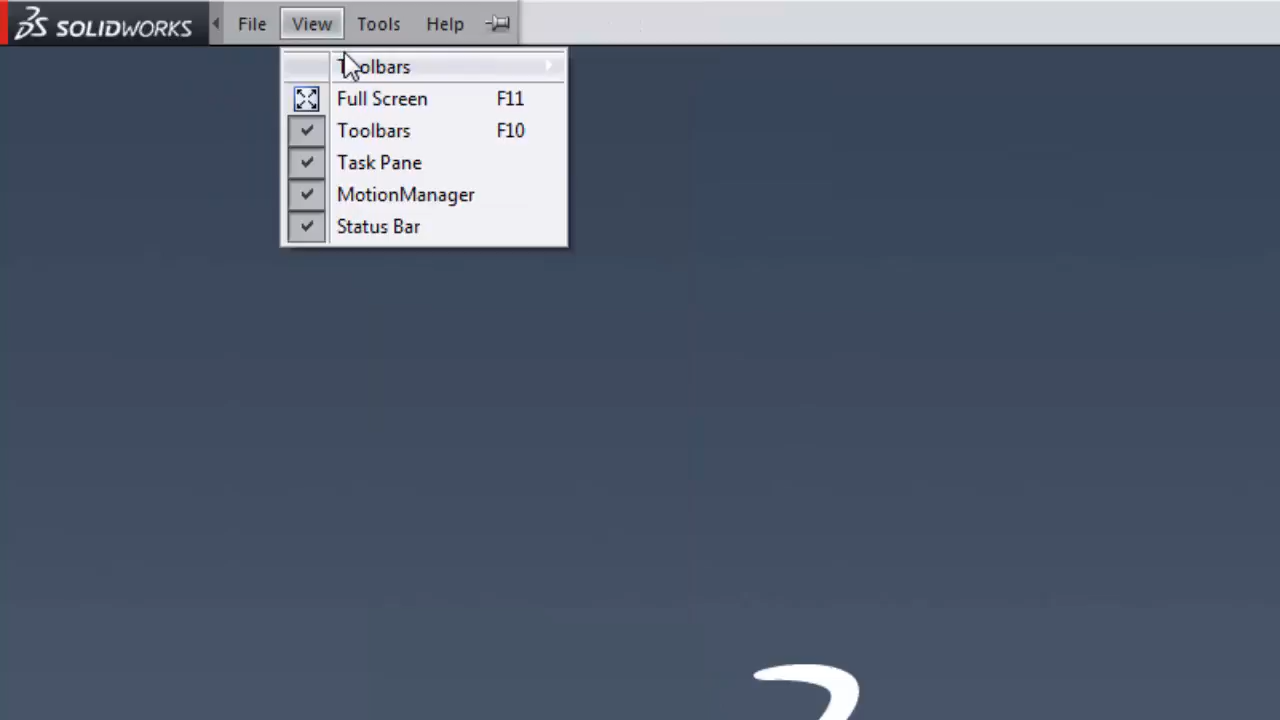 SOLIDWORKS File View Tools Help
Toolbars
Full Screen F11
Toolbars F10
Task Pane
MotionManager
Status Bar